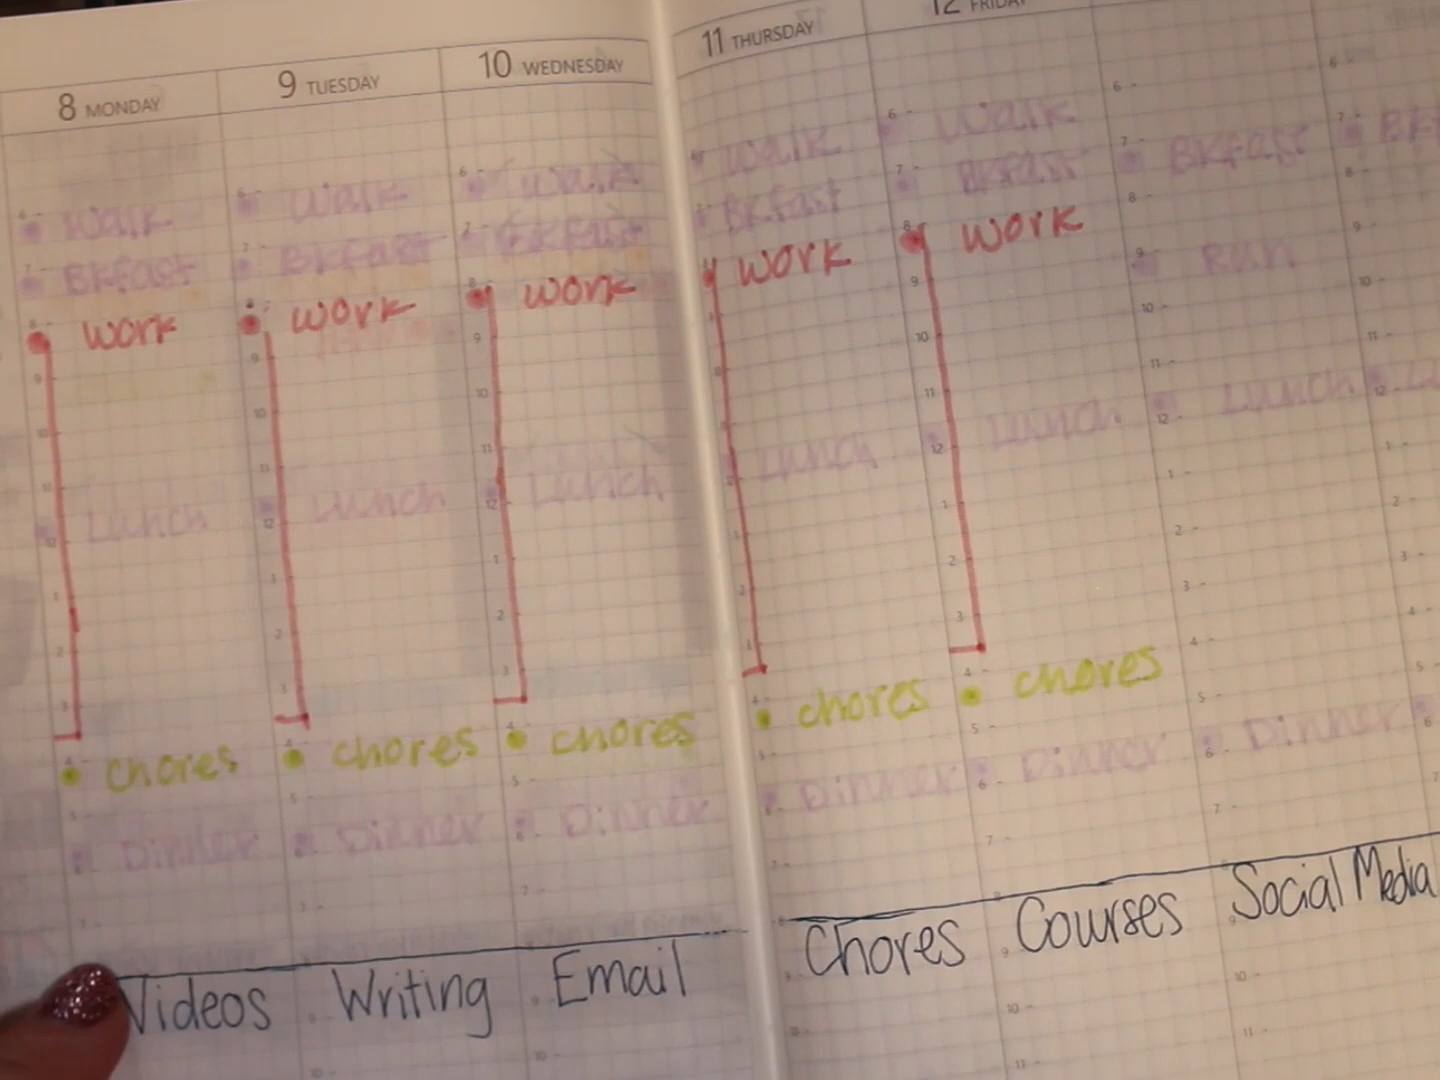 8 MONDAY 9 TUESDAY 10 WEDNESDAY 11 THURSDAY 12 FRIDAY
Walk Walk Walk Walk Walk
Bkfast Bkfast Bkfast Bkfast Bkfast Bkfast
work work work work work
Run
Lunch Lunch Lunch Lunch Lunch Lunch
chores chores chores chores chores
Dinner Dinner Dinner Dinner Dinner Dinner
Videos Writing Email Chores Courses Social Media